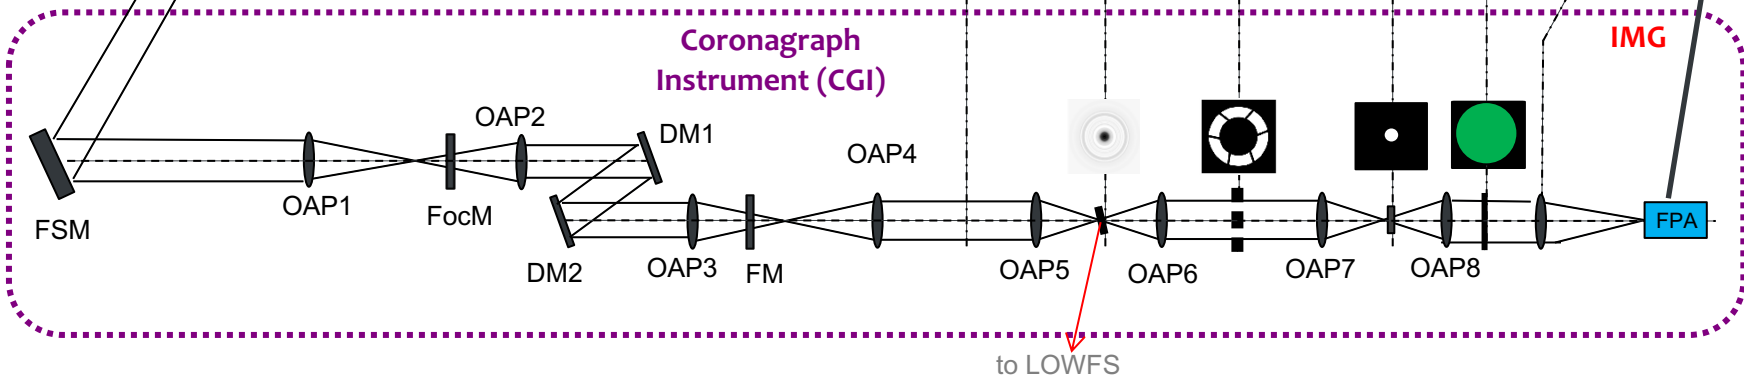 Coronagraph
Instrument (CGI)
IMG
OAP2
DM1
OAP4
OAP1
FocM
FSM
FPA
DM2
OAP3
FM
OAP5
OAP6
OAP7
OAP8
to LOWFS